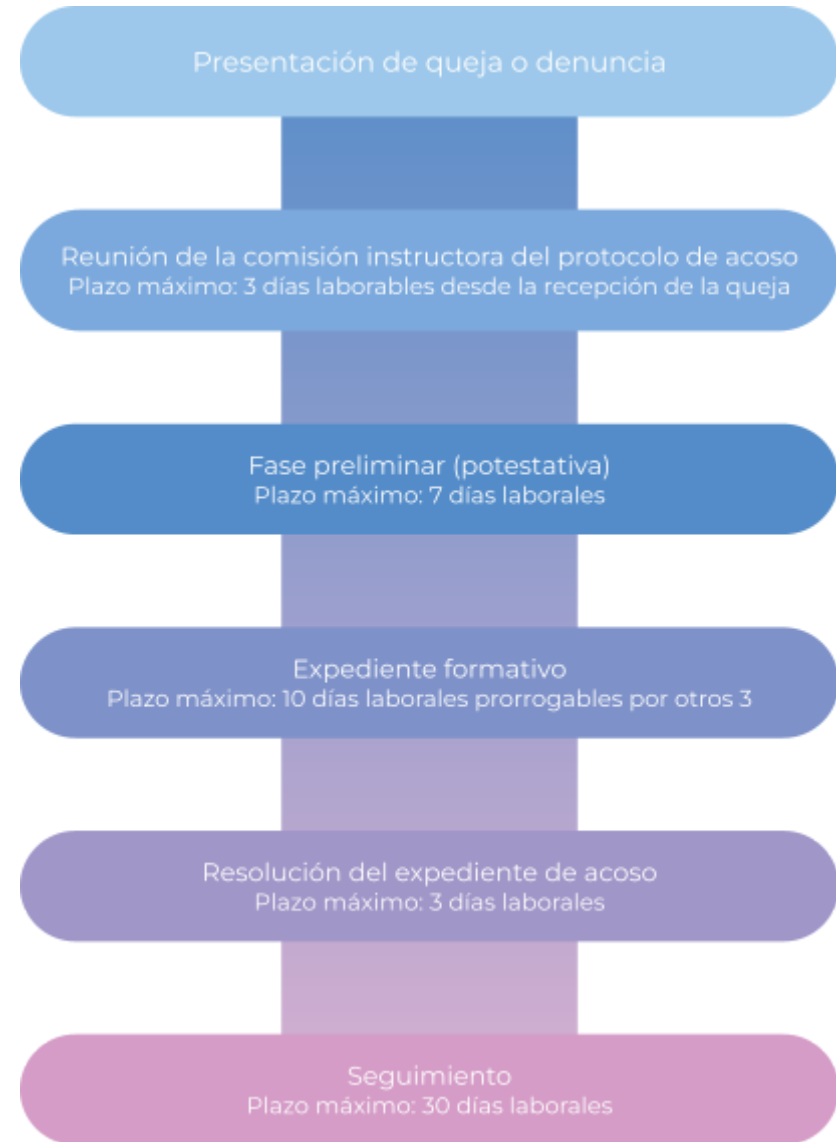 Presentación de queja o denuncia
Reunión de la comisión instructora del protocolo de acoso
Plazo máximo: 3 días laborables desde la recepción de la queja
Fase preliminar (potestativa)
Plazo máximo: 7 días laborales
Expediente formativo
Plazo máximo: 10 días laborales prorrogables por otros 3
Resolución del expediente de acoso
Plazo máximo: 3 días laborales
Seguimiento
Plazo máximo: 30 días laborales